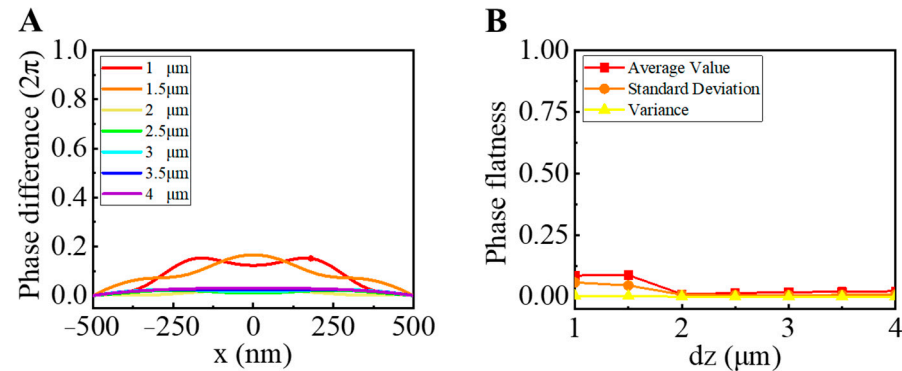 A
Phase difference (2π)
1.0
0.8
0.6
0.4
0.2
0.0
1 μm
1.5μm
2 μm
2.5μm
3 μm
3.5μm
4 μm
−500
−250
0
250
500
x (nm)
B
Phase flatness
1.00
0.75
0.50
0.25
0.00
Average Value
Standard Deviation
Variance
1
2
3
4
dz (μm)